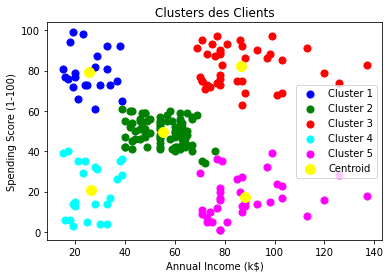 Clusters des Clients
Spending Score (1-100)
100
80
60
40
20
0
Cluster 1
Cluster 2
Cluster 3
Cluster 4
Cluster 5
Centroid
20
40
60
80
100
120
140
Annual Income (k$)